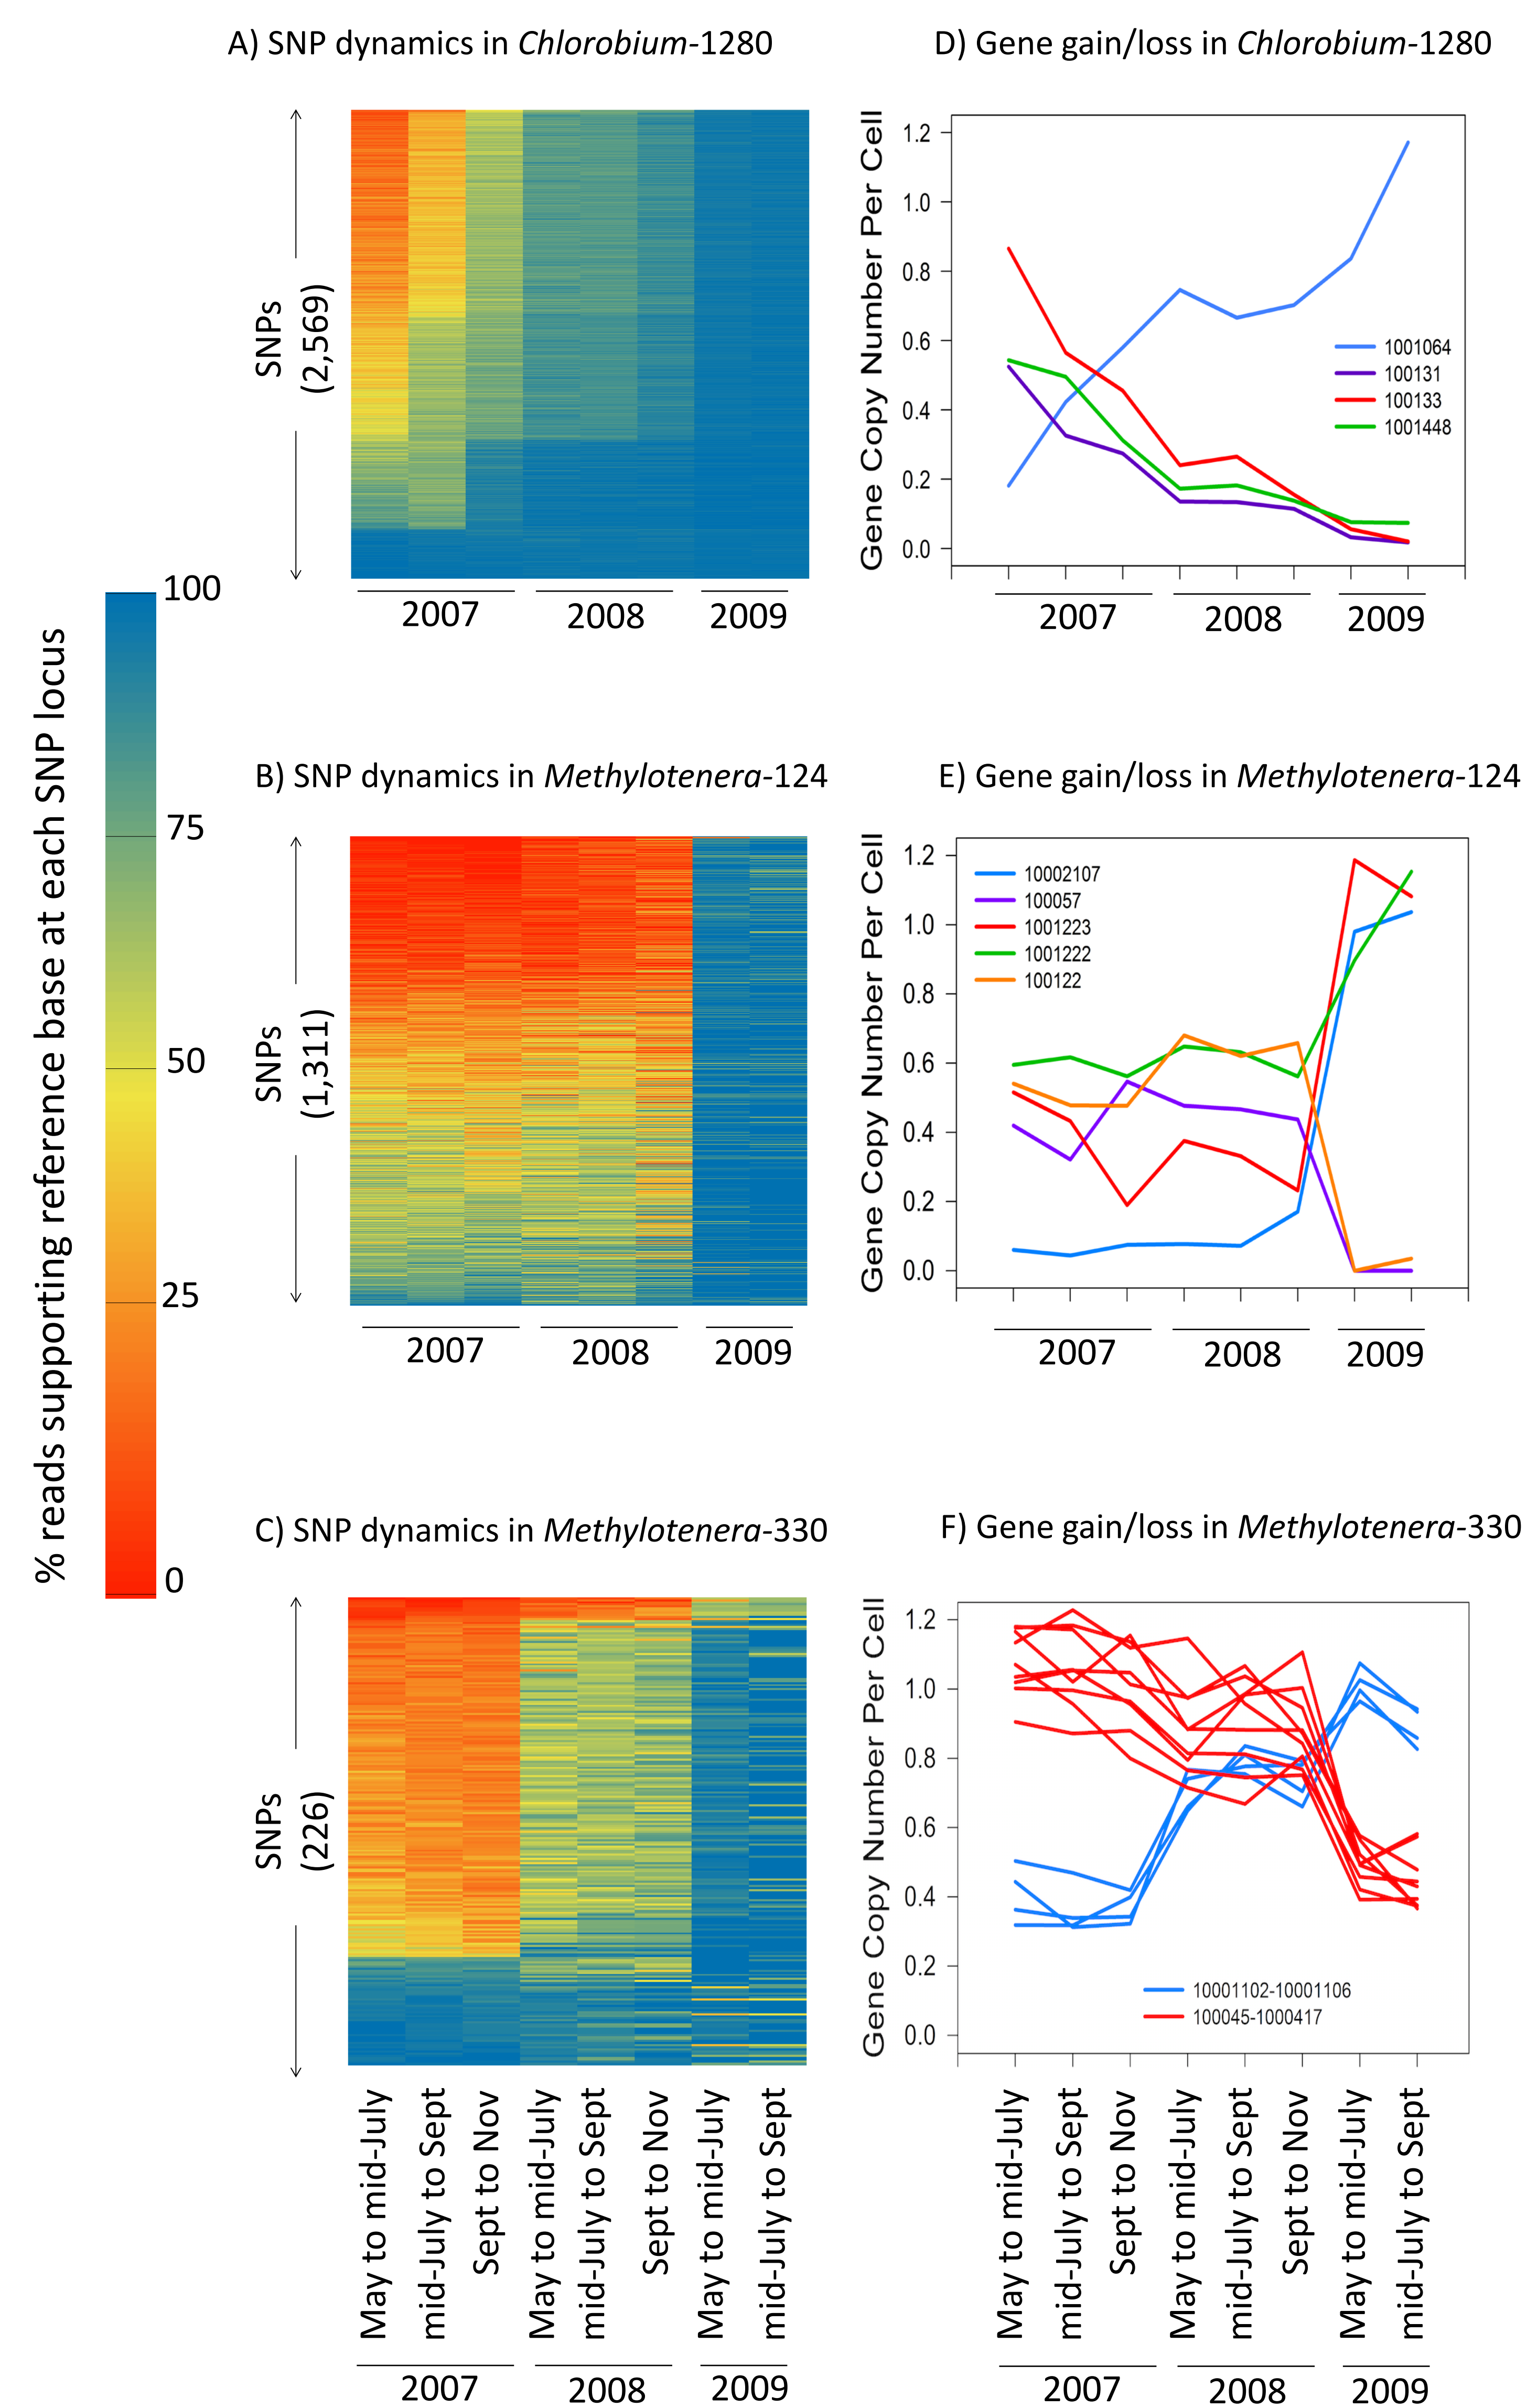 A) SNP dynamics in Chlorobium-1280
SNPs
(2,569)
2007
2008
2009
D) Gene gain/loss in Chlorobium-1280
Gene Copy Number Per Cell
1.2
1.0
0.8
0.6
0.4
0.2
0.0
1001064
100131
100133
1001448
2007
2008
2009
% reads supporting reference base at each SNP locus
100
75
50
25
0
B) SNP dynamics in Methylotenera-124
SNPs
(1,311)
2007
2008
2009
E) Gene gain/loss in Methylotenera-124
Gene Copy Number Per Cell
1.2
1.0
0.8
0.6
0.4
0.2
0.0
10002107
100057
1001223
1001222
100122
2007
2008
2009
C) SNP dynamics in Methylotenera-330
SNPs
(226)
May to mid-July
mid-July to Sept
Sept to Nov
May to mid-July
mid-July to Sept
Sept to Nov
May to mid-July
mid-July to Sept
2007
2008
2009
F) Gene gain/loss in Methylotenera-330
Gene Copy Number Per Cell
1.2
1.0
0.8
0.6
0.4
0.2
0.0
10001102-10001106
100045-1000417
May to mid-July
mid-July to Sept
Sept to Nov
May to mid-July
mid-July to Sept
Sept to Nov
May to mid-July
mid-July to Sept
2007
2008
2009